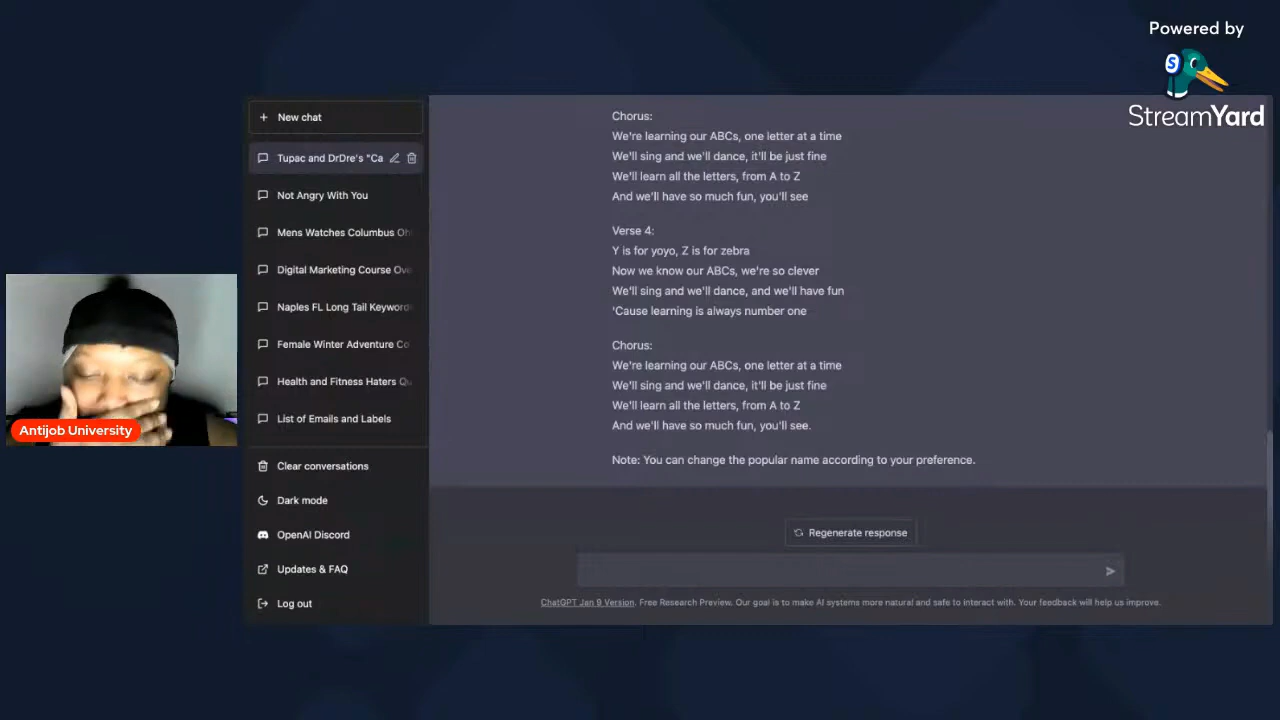 Powered by
StreamYard
New chat
Tupac and DrDre's "Ca
Not Angry With You
Mens Watches Columbus Oh
Digital Marketing Course Ove
Naples FL Long Tail Keyword
Female Winter Adventure Co
Health and Fitness Haters Qu
List of Emails and Labels
Clear conversations
Dark mode
OpenAI Discord
Updates & FAQ
Log out
Chorus:
We're learning our ABCs, one letter at a time
We'll sing and we'll dance, it'll be just fine
We'll learn all the letters, from A to Z
And we'll have so much fun, you'll see
Verse 4:
Y is for yoyo, Z is for zebra
Now we know our ABCs, we're so clever
We'll sing and we'll dance, and we'll have fun
'Cause learning is always number one
Chorus:
We're learning our ABCs, one letter at a time
We'll sing and we'll dance, it'll be just fine
We'll learn all the letters, from A to Z
And we'll have so much fun, you'll see.
Note: You can change the popular name according to your preference.
Regenerate response
ChatGPT Jan 9 Version. Free Research Preview. Our goal is to make AI systems more natural and safe to interact with. Your feedback will help us improve.
Antijob University